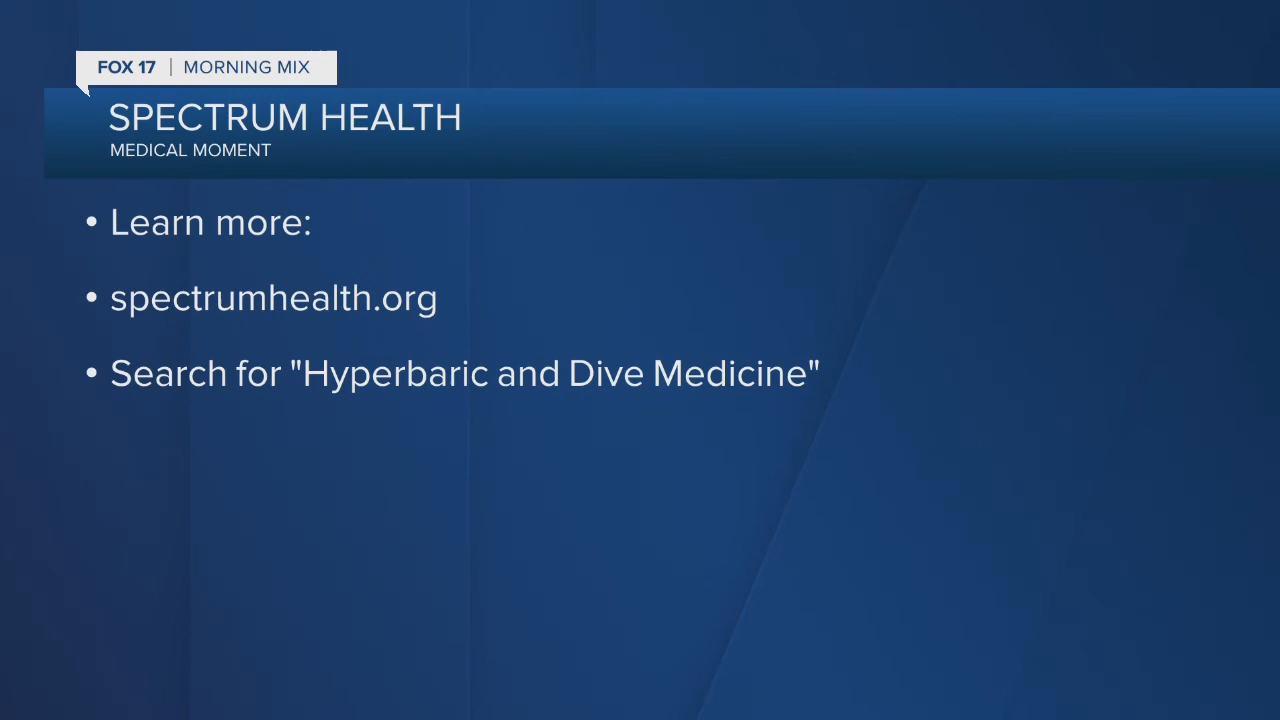 FOX 17 | MORNING MIX
SPECTRUM HEALTH
MEDICAL MOMENT
• Learn more:
• spectrumhealth.org
• Search for "Hyperbaric and Dive Medicine"